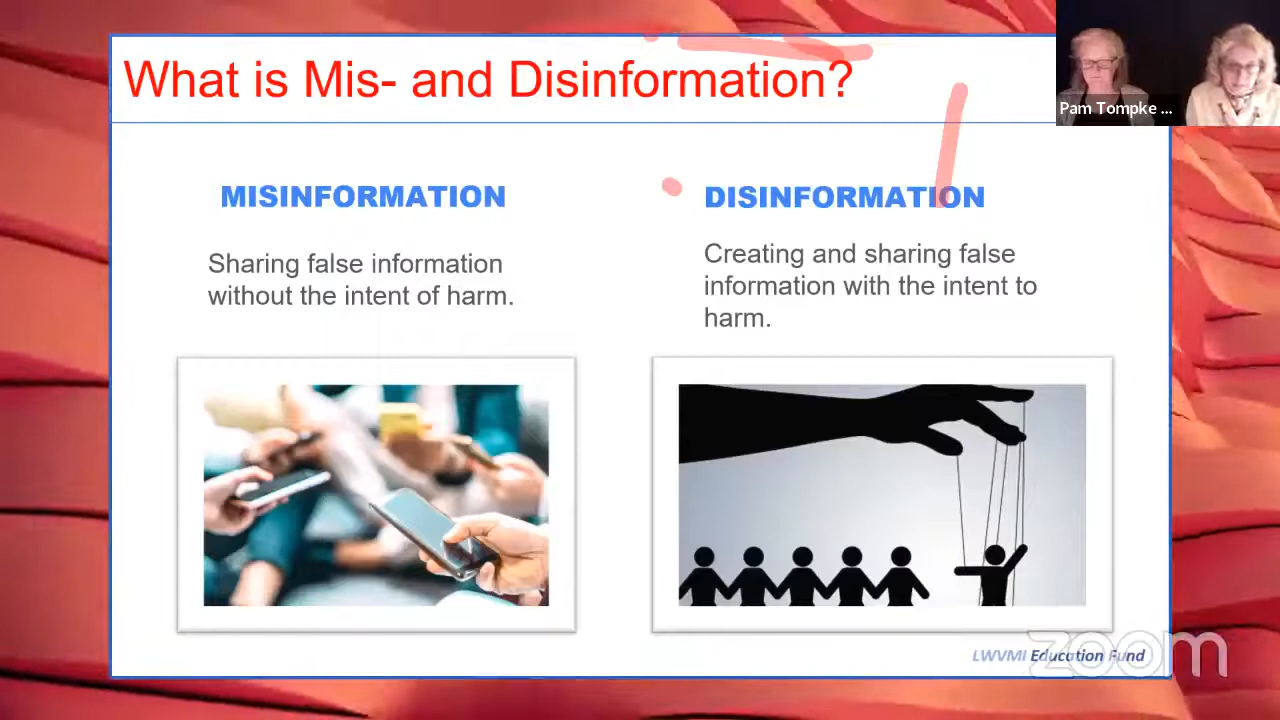 What is Mis- and Disinformation?
Pam Tompke ...
MISINFORMATION
Sharing false information
without the intent of harm.
DISINFORMATION
Creating and sharing false
information with the intent to
harm.
LWVMI Education Fund
zoom